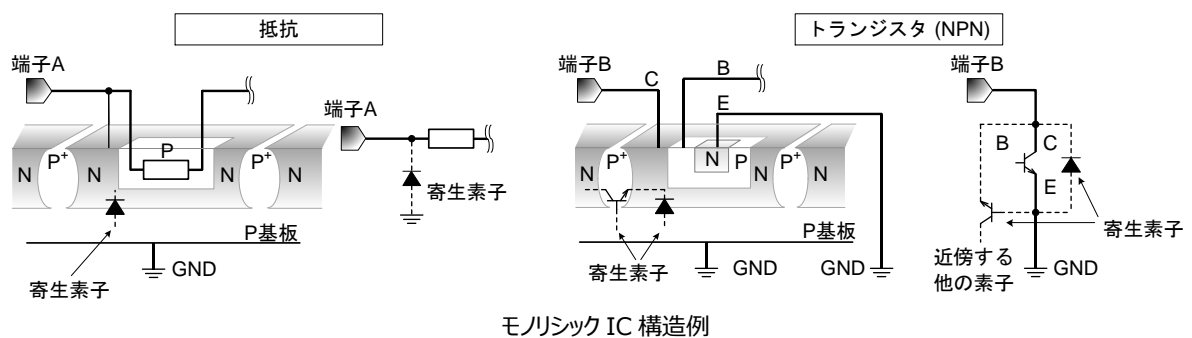 抵抗
トランジスタ (NPN)
端子A
端子A
P
N
P+
N
N
P+
N
寄生素子
P基板
GND
寄生素子
端子B
C
B
E
N
P+
N
N
P
N
P+
N
P基板
寄生素子
GND
GND
端子B
B
C
E
寄生素子
近傍する
他の素子
GND
モノリシック IC 構造例